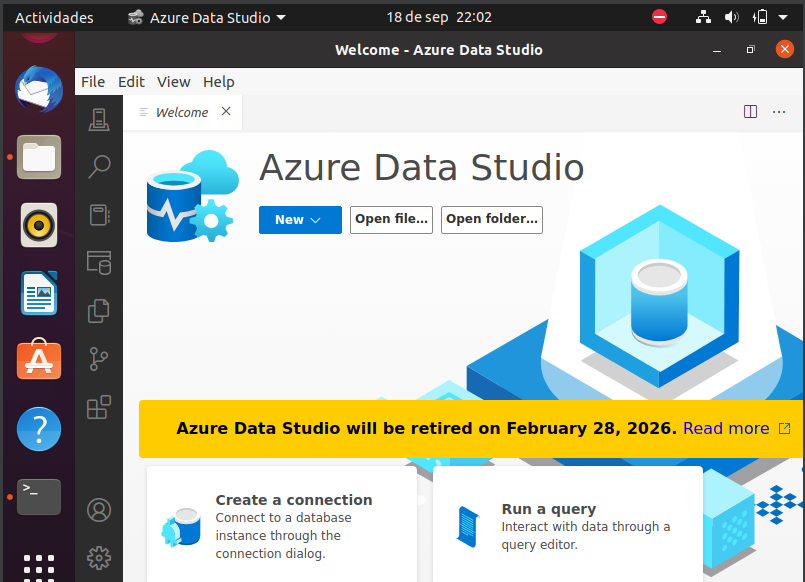 Actividades
Azure Data Studio
18 de sep 22:02
Welcome - Azure Data Studio
File Edit View Help
Welcome
Azure Data Studio
New
Open file...
Open folder...
Azure Data Studio will be retired on February 28, 2026. Read more
Create a connection
Connect to a database
instance through the
connection dialog.
Run a query
Interact with data through a
query editor.